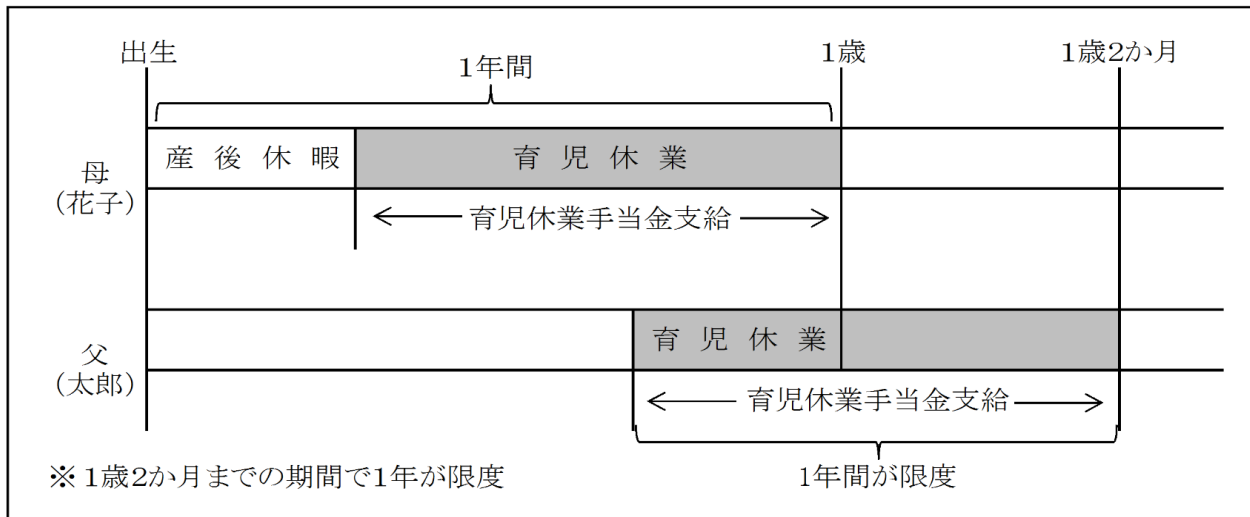 出生
1年間
1歳
1歳2か月
母
(花子)
産後休暇
育児休業
育児休業手当金支給
父
(太郎)
育児休業
育児休業手当金支給
1年間が限度
※1歳2か月までの期間で1年が限度